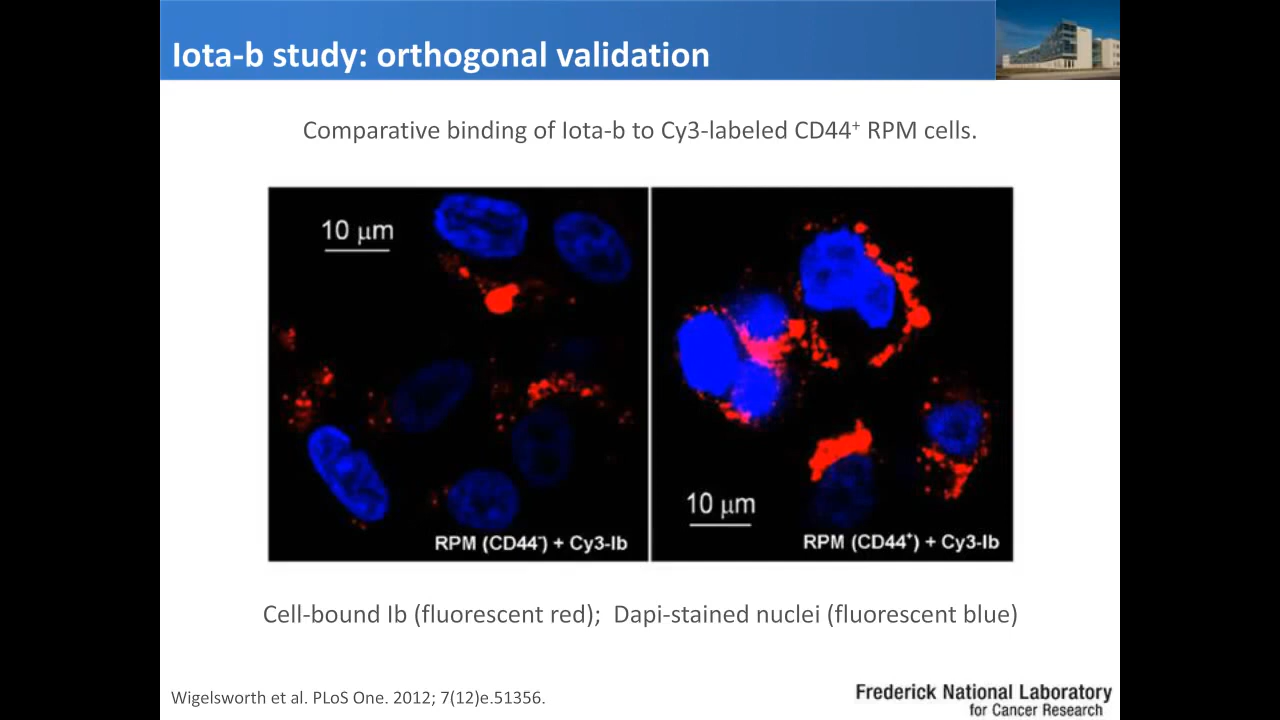 Iota-b study: orthogonal validation
Comparative binding of Iota-b to Cy3-labeled CD44⁺ RPM cells.
10 μm
RPM (CD44⁻) + Cy3-Ib
10 μm
RPM (CD44⁺) + Cy3-Ib
Cell-bound Ib (fluorescent red); Dapi-stained nuclei (fluorescent blue)
Wigelsworth et al. PLoS One. 2012; 7(12)e.51356.
Frederick National Laboratory
for Cancer Research